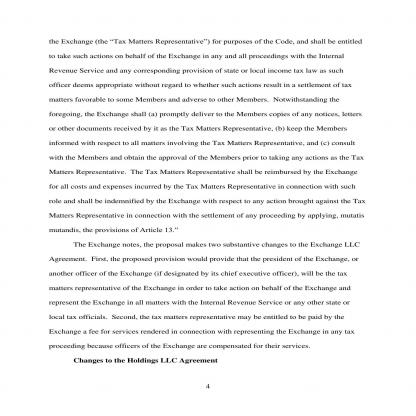 the Exchange (the “Tax Matters Representative”) for purposes of the Code, and shall be entitled
to take such actions on behalf of the Exchange in any and all proceedings with the Internal
Revenue Service and any corresponding provision of state or local income tax law as such
officer deems appropriate without regard to whether such actions result in a settlement of tax
matters favorable to some Members and adverse to other Members.  Notwithstanding the
foregoing, the Exchange shall (a) promptly deliver to the Members copies of any notices, letters
or other documents received by it as the Tax Matters Representative, (b) keep the Members
informed with respect to all matters involving the Tax Matters Representative, and (c) consult
with the Members and obtain the approval of the Members prior to taking any actions as the Tax
Matters Representative.  The Tax Matters Representative shall be reimbursed by the Exchange
for all costs and expenses incurred by the Tax Matters Representative in connection with such
role and shall be indemnified by the Exchange with respect to any action brought against the Tax
Matters Representative in connection with the settlement of any proceeding by applying, mutatis
mutandis, the provisions of Article 13.”
The Exchange notes, the proposal makes two substantive changes to the Exchange LLC
Agreement.  First, the proposed provision would provide that the president of the Exchange, or
another officer of the Exchange (if designated by its chief executive officer), will be the tax
matters representative of the Exchange in order to take action on behalf of the Exchange and
represent the Exchange in all matters with the Internal Revenue Service or any other state or
local tax officials.  Second, the tax matters representative may be entitled to be paid by the
Exchange a fee for services rendered in connection with representing the Exchange in any tax
proceeding because officers of the Exchange are compensated for their services.
Changes to the Holdings LLC Agreement
4